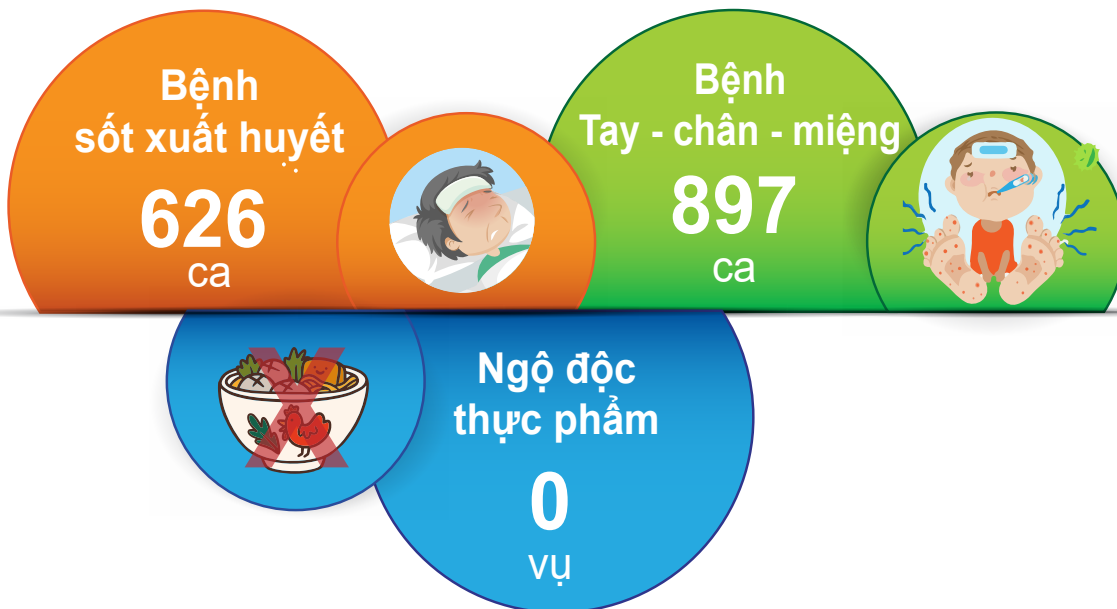 Bệnh
sốt xuất huyết
626
ca
Bệnh
Tay - chân - miệng
897
ca
Ngộ độc
thực phẩm
0
vụ